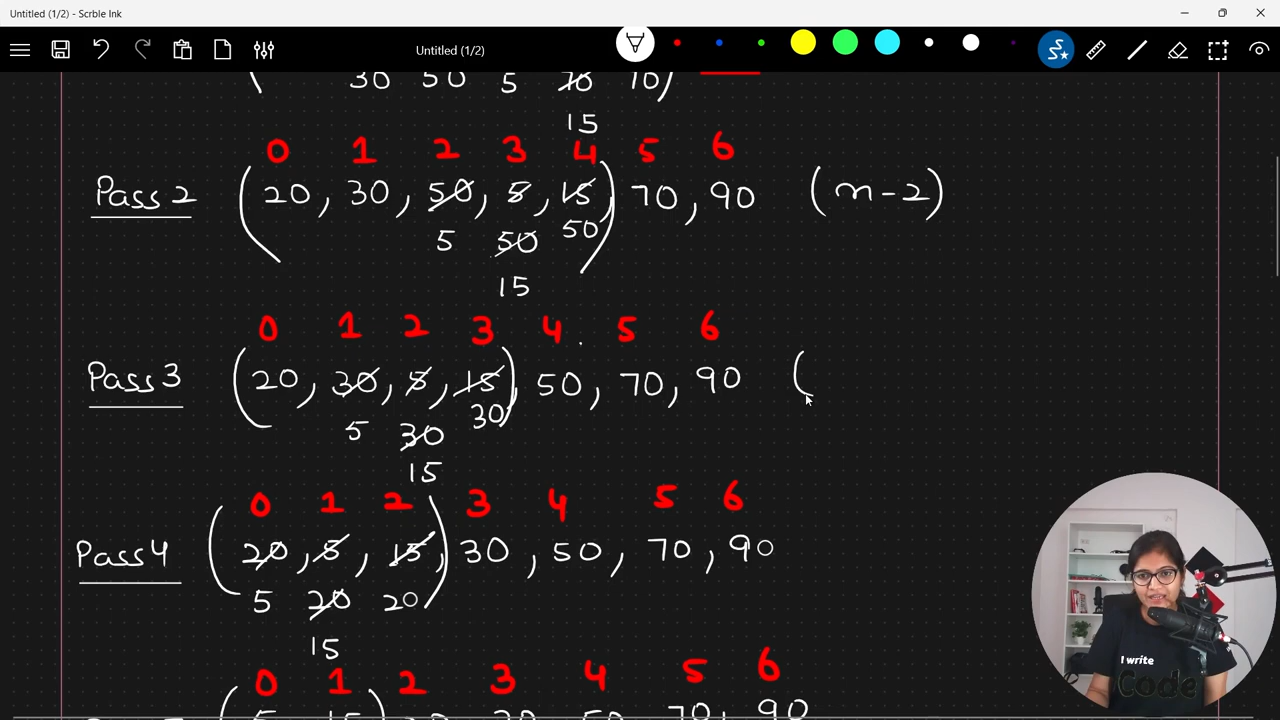 Untitled (1/2) - Scrble Ink
Untitled (1/2)
30 50 5 70 10)
15
0 1 2 3 4 5 6
Pass 2 (20, 30, 50, 5, 15) 70, 90 (n-2)
5 50 50
15
0 1 2 3 4 5 6
Pass 3 (20, 30, 5, 15), 50, 70, 90 (
5 30 30
15
0 1 2 3 4 5 6
Pass 4 (20, 5, 15), 30, 50, 70, 90
5 20 20
15
0 1 2 3 4 5 6
70, 90
I write
Code